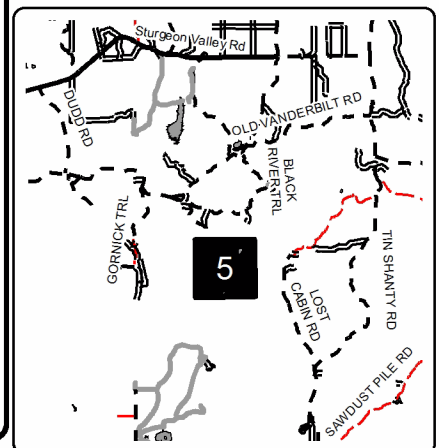 Sturgeon Valley Rd
DUDD RD
OLD VANDERBILT RD
BLACK
RIVER TRL
GORNICK TRL
5
TIN SHANTY RD
LOST
CABIN RD
SAWDUST PILE RD